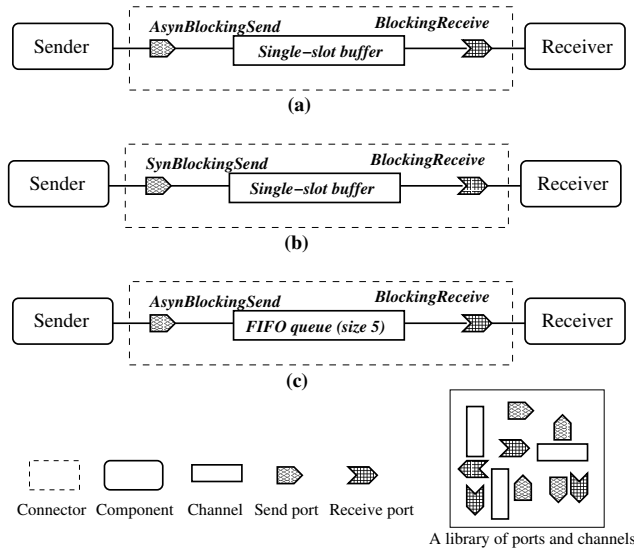 AsynBlockingSend BlockingReceive
Sender Single-slot buffer Receiver
(a)
SynBlockingSend BlockingReceive
Sender Single-slot buffer Receiver
(b)
AsynBlockingSend BlockingReceive
Sender FIFO queue (size 5) Receiver
(c)
Connector Component Channel Send port Receive port
A library of ports and channels